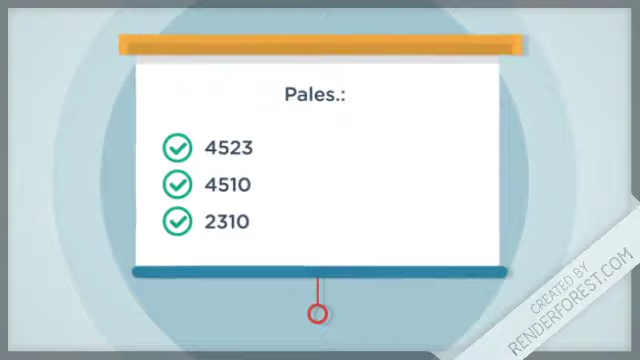 Pales.:
4523
4510
2310
CREATED BY
RENDERFOREST.COM